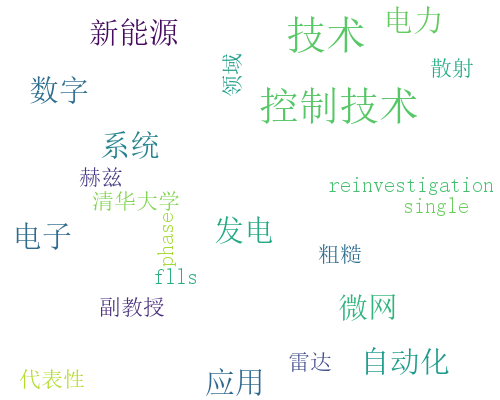 新能源
技术
电力
领域
散射
数字
控制技术
系统
赫兹
清华大学
reinvestigation
single
phase
电子
发电
粗糙
flls
副教授
微网
雷达
自动化
代表性
应用